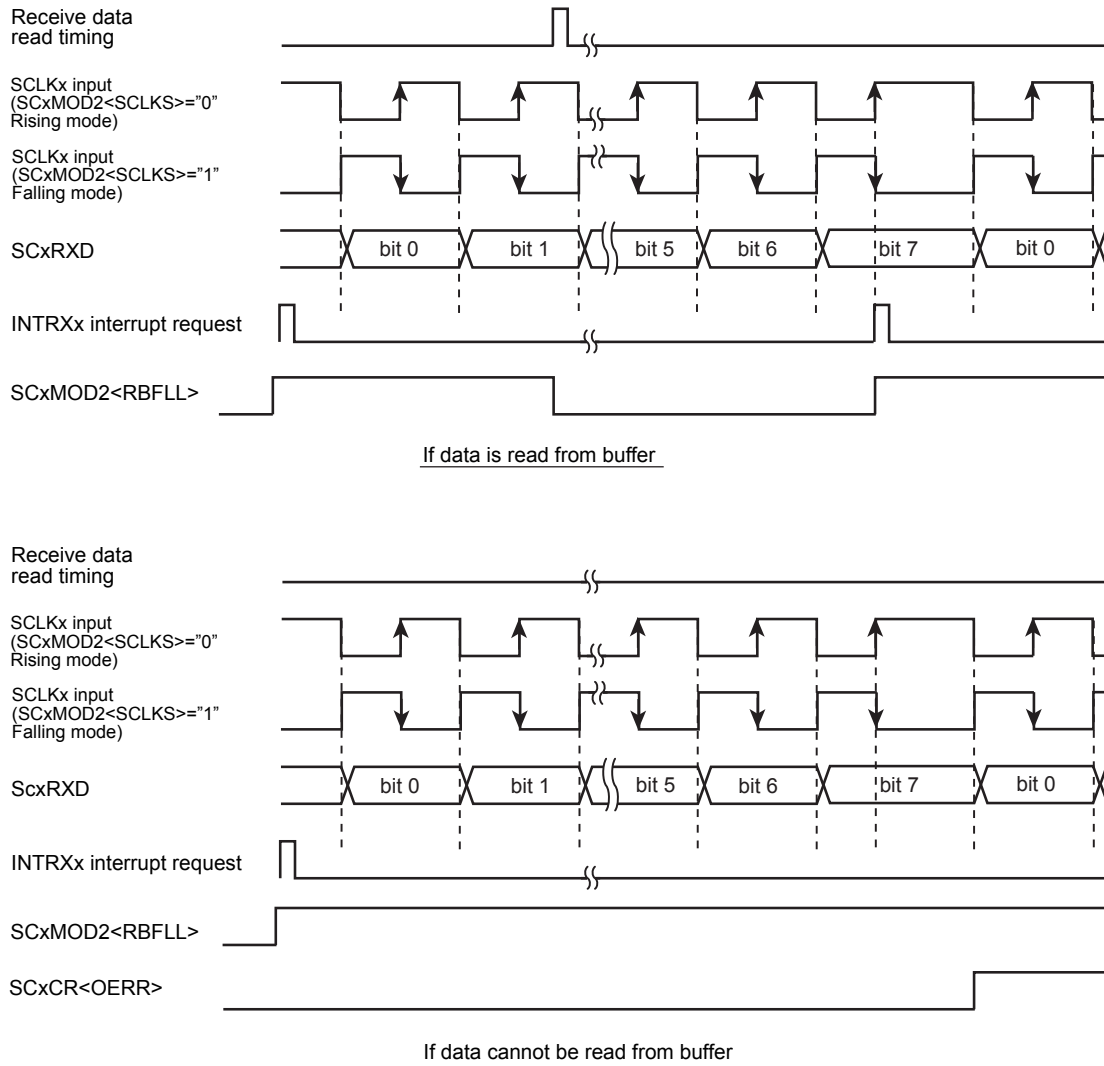 Receive data
read timing
SCLKx input
(SCxMOD2<SCLKS>=”0”
Rising mode)
SCLKx input
(SCxMOD2<SCLKS>=”1”
Falling mode)
SCxRXD
bit 0
bit 1
bit 5
bit 6
bit 7
bit 0
INTRXx interrupt request
SCxMOD2<RBFLL>
If data is read from buffer
Receive data
read timing
SCLKx input
(SCxMOD2<SCLKS>=”0”
Rising mode)
SCLKx input
(SCxMOD2<SCLKS>=”1”
Falling mode)
ScxRXD
bit 0
bit 1
bit 5
bit 6
bit 7
bit 0
INTRXx interrupt request
SCxMOD2<RBFLL>
SCxCR<OERR>
If data cannot be read from buffer